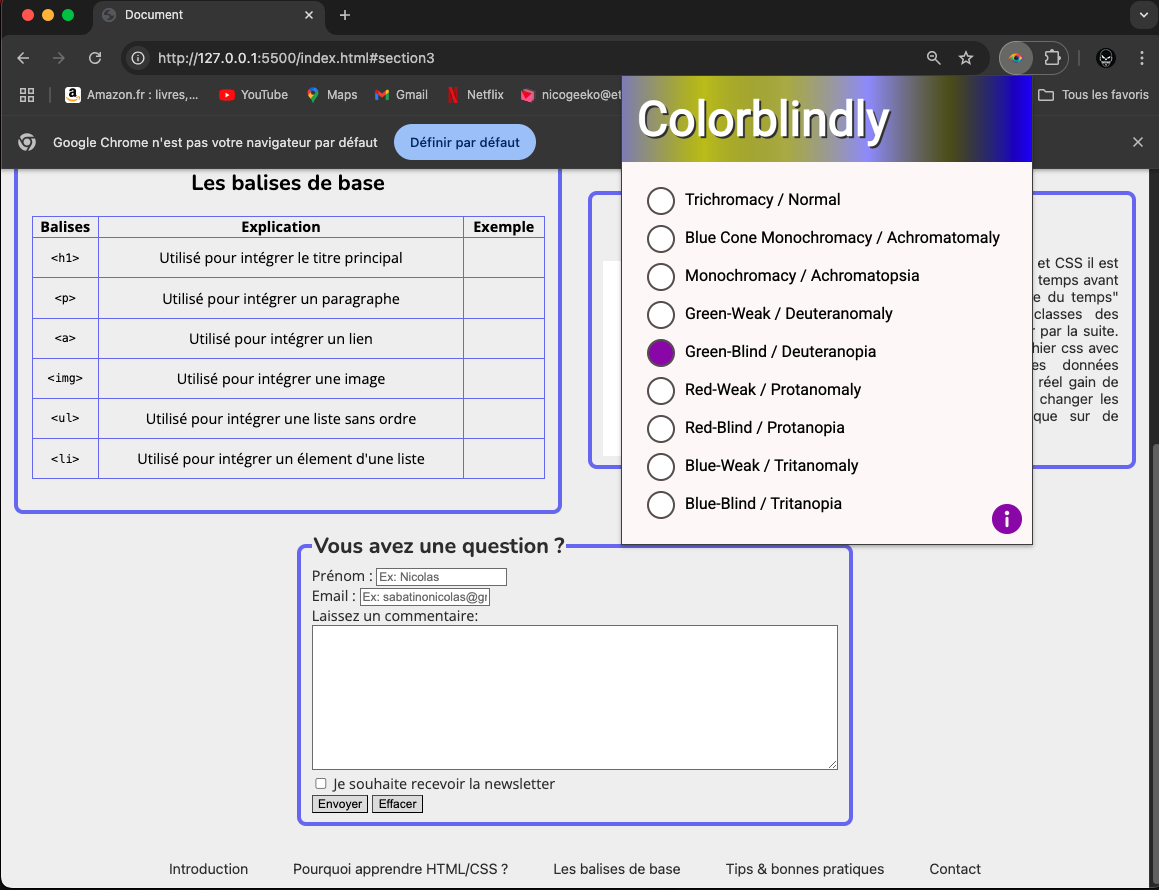 Document
http://127.0.0.1:5500/index.html#section3
Amazon.fr : livres,...
YouTube
Maps
Gmail
Netflix
nicogeeko@et
Tous les favoris
Google Chrome n'est pas votre navigateur par défaut
Définir par défaut
Colorblindly
Trichromacy / Normal
Blue Cone Monochromacy / Achromatomaly
Monochromacy / Achromatopsia
Green-Weak / Deuteranomaly
Green-Blind / Deuteranopia
Red-Weak / Protanomaly
Red-Blind / Protanopia
Blue-Weak / Tritanomaly
Blue-Blind / Tritanopia
i
Les balises de base
Balises Explication Exemple
<h1> Utilisé pour intégrer le titre principal
<p> Utilisé pour intégrer un paragraphe
<a> Utilisé pour intégrer un lien
<img> Utilisé pour intégrer une image
<ul> Utilisé pour intégrer une liste sans ordre
<li> Utilisé pour intégrer un élement d'une liste
et CSS il est
temps avant
du temps"
classes des
par la suite.
css avec
données
réel gain de
changer les
que sur de
Vous avez une question ?
Prénom : Ex: Nicolas
Email : Ex: sabatinonicolas@g
Laissez un commentaire:
Je souhaite recevoir la newsletter
Envoyer Effacer
Introduction Pourquoi apprendre HTML/CSS ? Les balises de base Tips & bonnes pratiques Contact